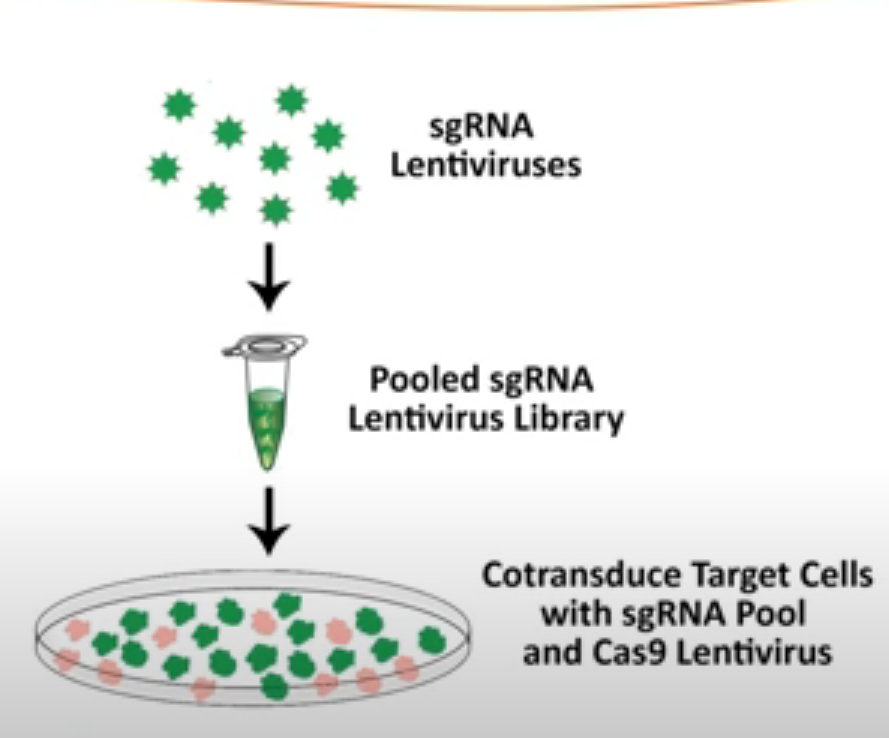 sgRNA
Lentiviruses
Pooled sgRNA
Lentivirus Library
Cotransduce Target Cells
with sgRNA Pool
and Cas9 Lentivirus